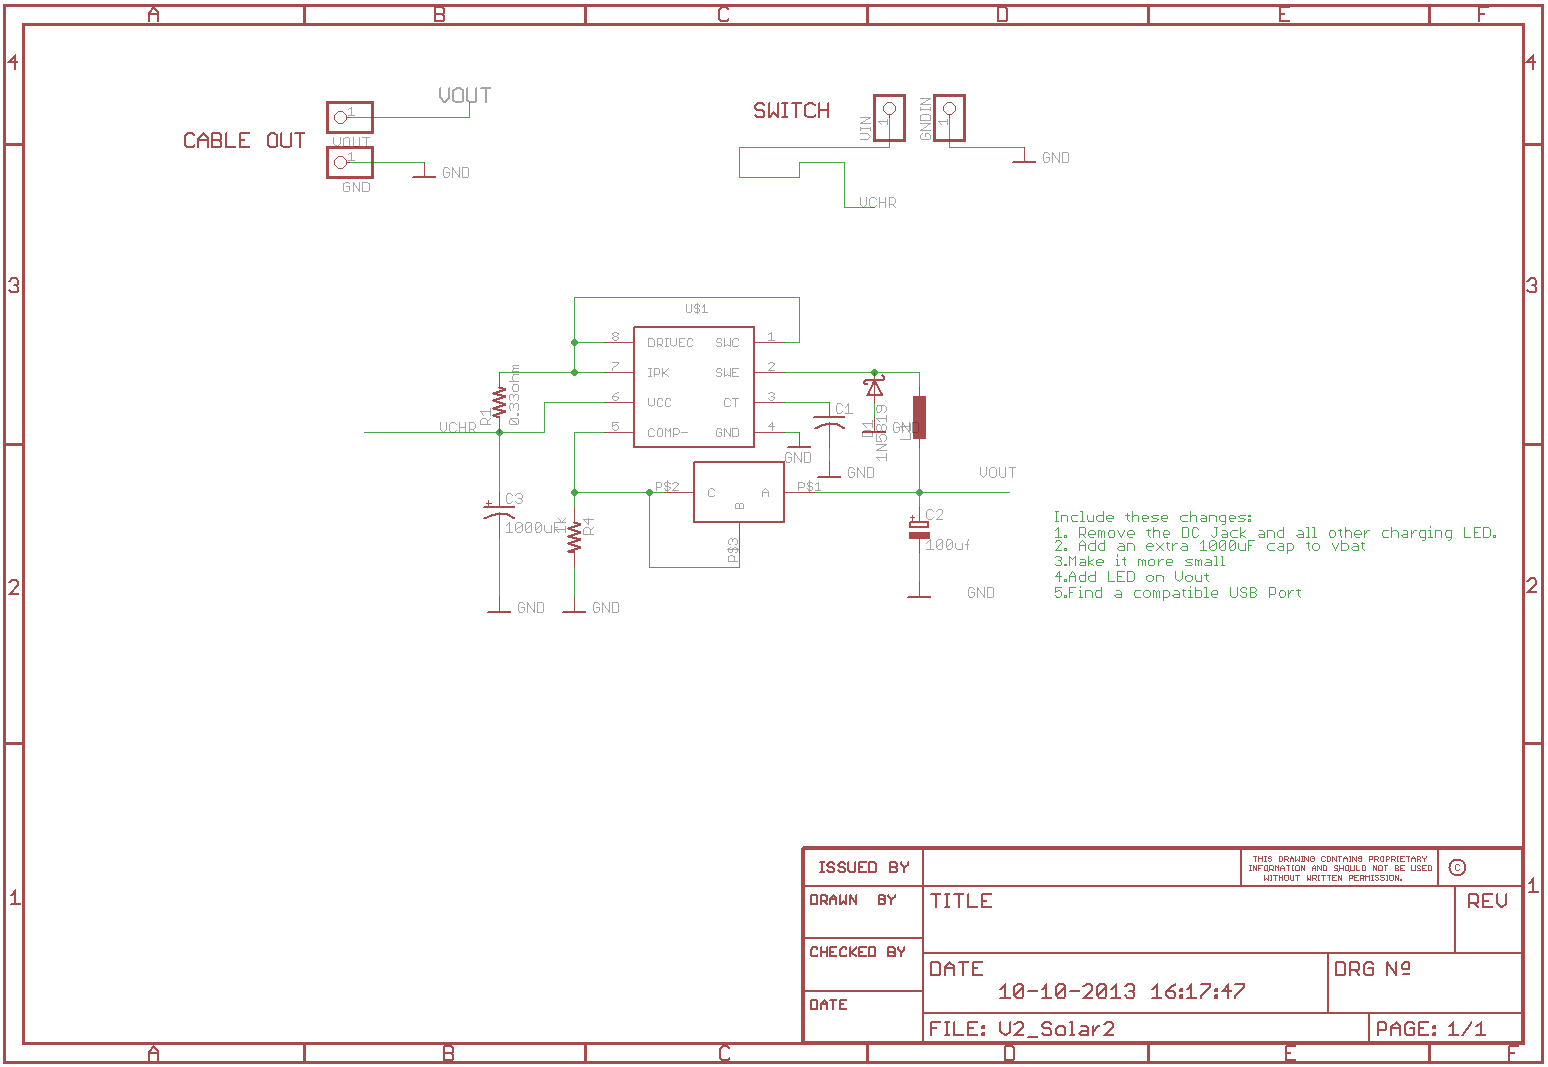 A B C D E F
4 4
VOUT
CABLE OUT
1
VOUT
1
GND
GND
SWITCH
VIN
1
GNDIN
1
GND
VCHR
3 3
U$1
8 DRIVEC SWC 1
7 IPK SWE 2
6 VCC CT 3
5 COMP- GND 4
R1
0.33ohm
VCHR
C1
GND
GND
D1
1N5819
GND
P$2 C A P$1
B
P$3
VOUT
C3
1000uF
1k
R4
C2
100uf
GND
GND
GND
Include these changes:
1. Remove the DC Jack and all other charging LED.
2. Add an extra 1000uF cap to vbat
3.Make it more small
4.Add LED on Vout
5.Find a compatible USB Port
2 2
1 1
ISSUED BY
THIS DRAWING CONTAINS PROPRIETARY
INFORMATION AND SHOULD NOT BE USED
WITHOUT WRITTEN PERMISSION.
C
DRAWN BY
TITLE
REV
CHECKED BY
DATE
10-10-2013 16:17:47
DRG Nº
DATE
FILE: V2_Solar2
PAGE: 1/1
A B C D E F